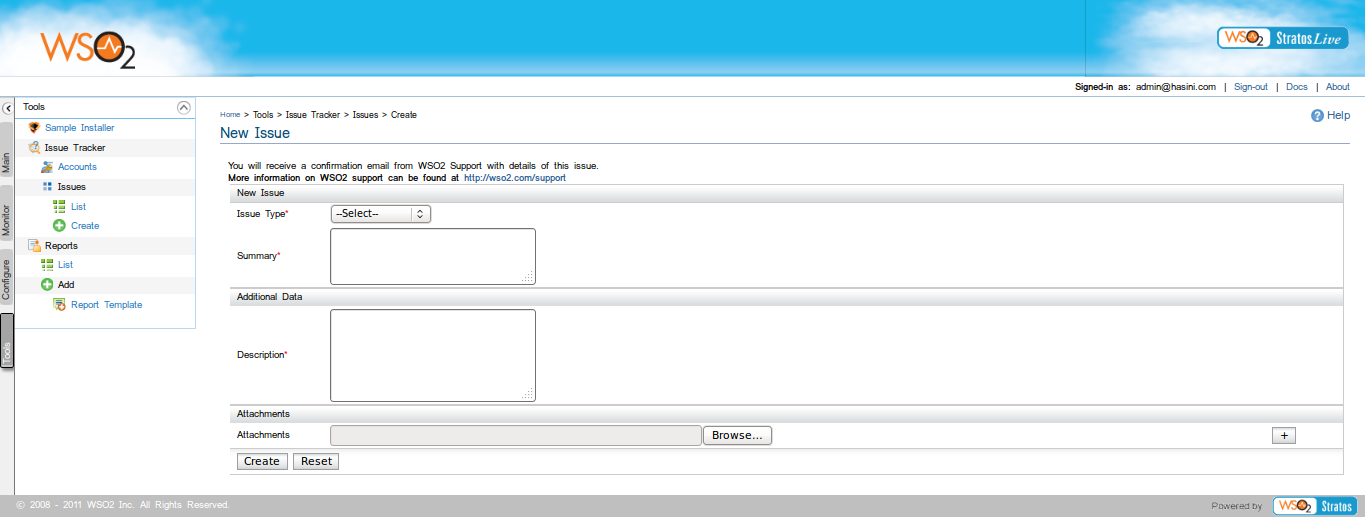 WSO2
WSO2 Stratos Live
Signed-in as: admin@hasini.com | Sign-out | Docs | About
Tools
Sample Installer
Issue Tracker
Accounts
Issues
List
Create
Reports
List
Add
Report Template
Main
Monitor
Configure
Tools
Home > Tools > Issue Tracker > Issues > Create
Help
New Issue
You will receive a confirmation email from WSO2 Support with details of this issue.
More information on WSO2 support can be found at http://wso2.com/support
New Issue
Issue Type* --Select--
Summary*
Additional Data
Description*
Attachments
Attachments Browse... +
Create Reset
© 2008 - 2011 WSO2 Inc. All Rights Reserved.
Powered by WSO2 Stratos